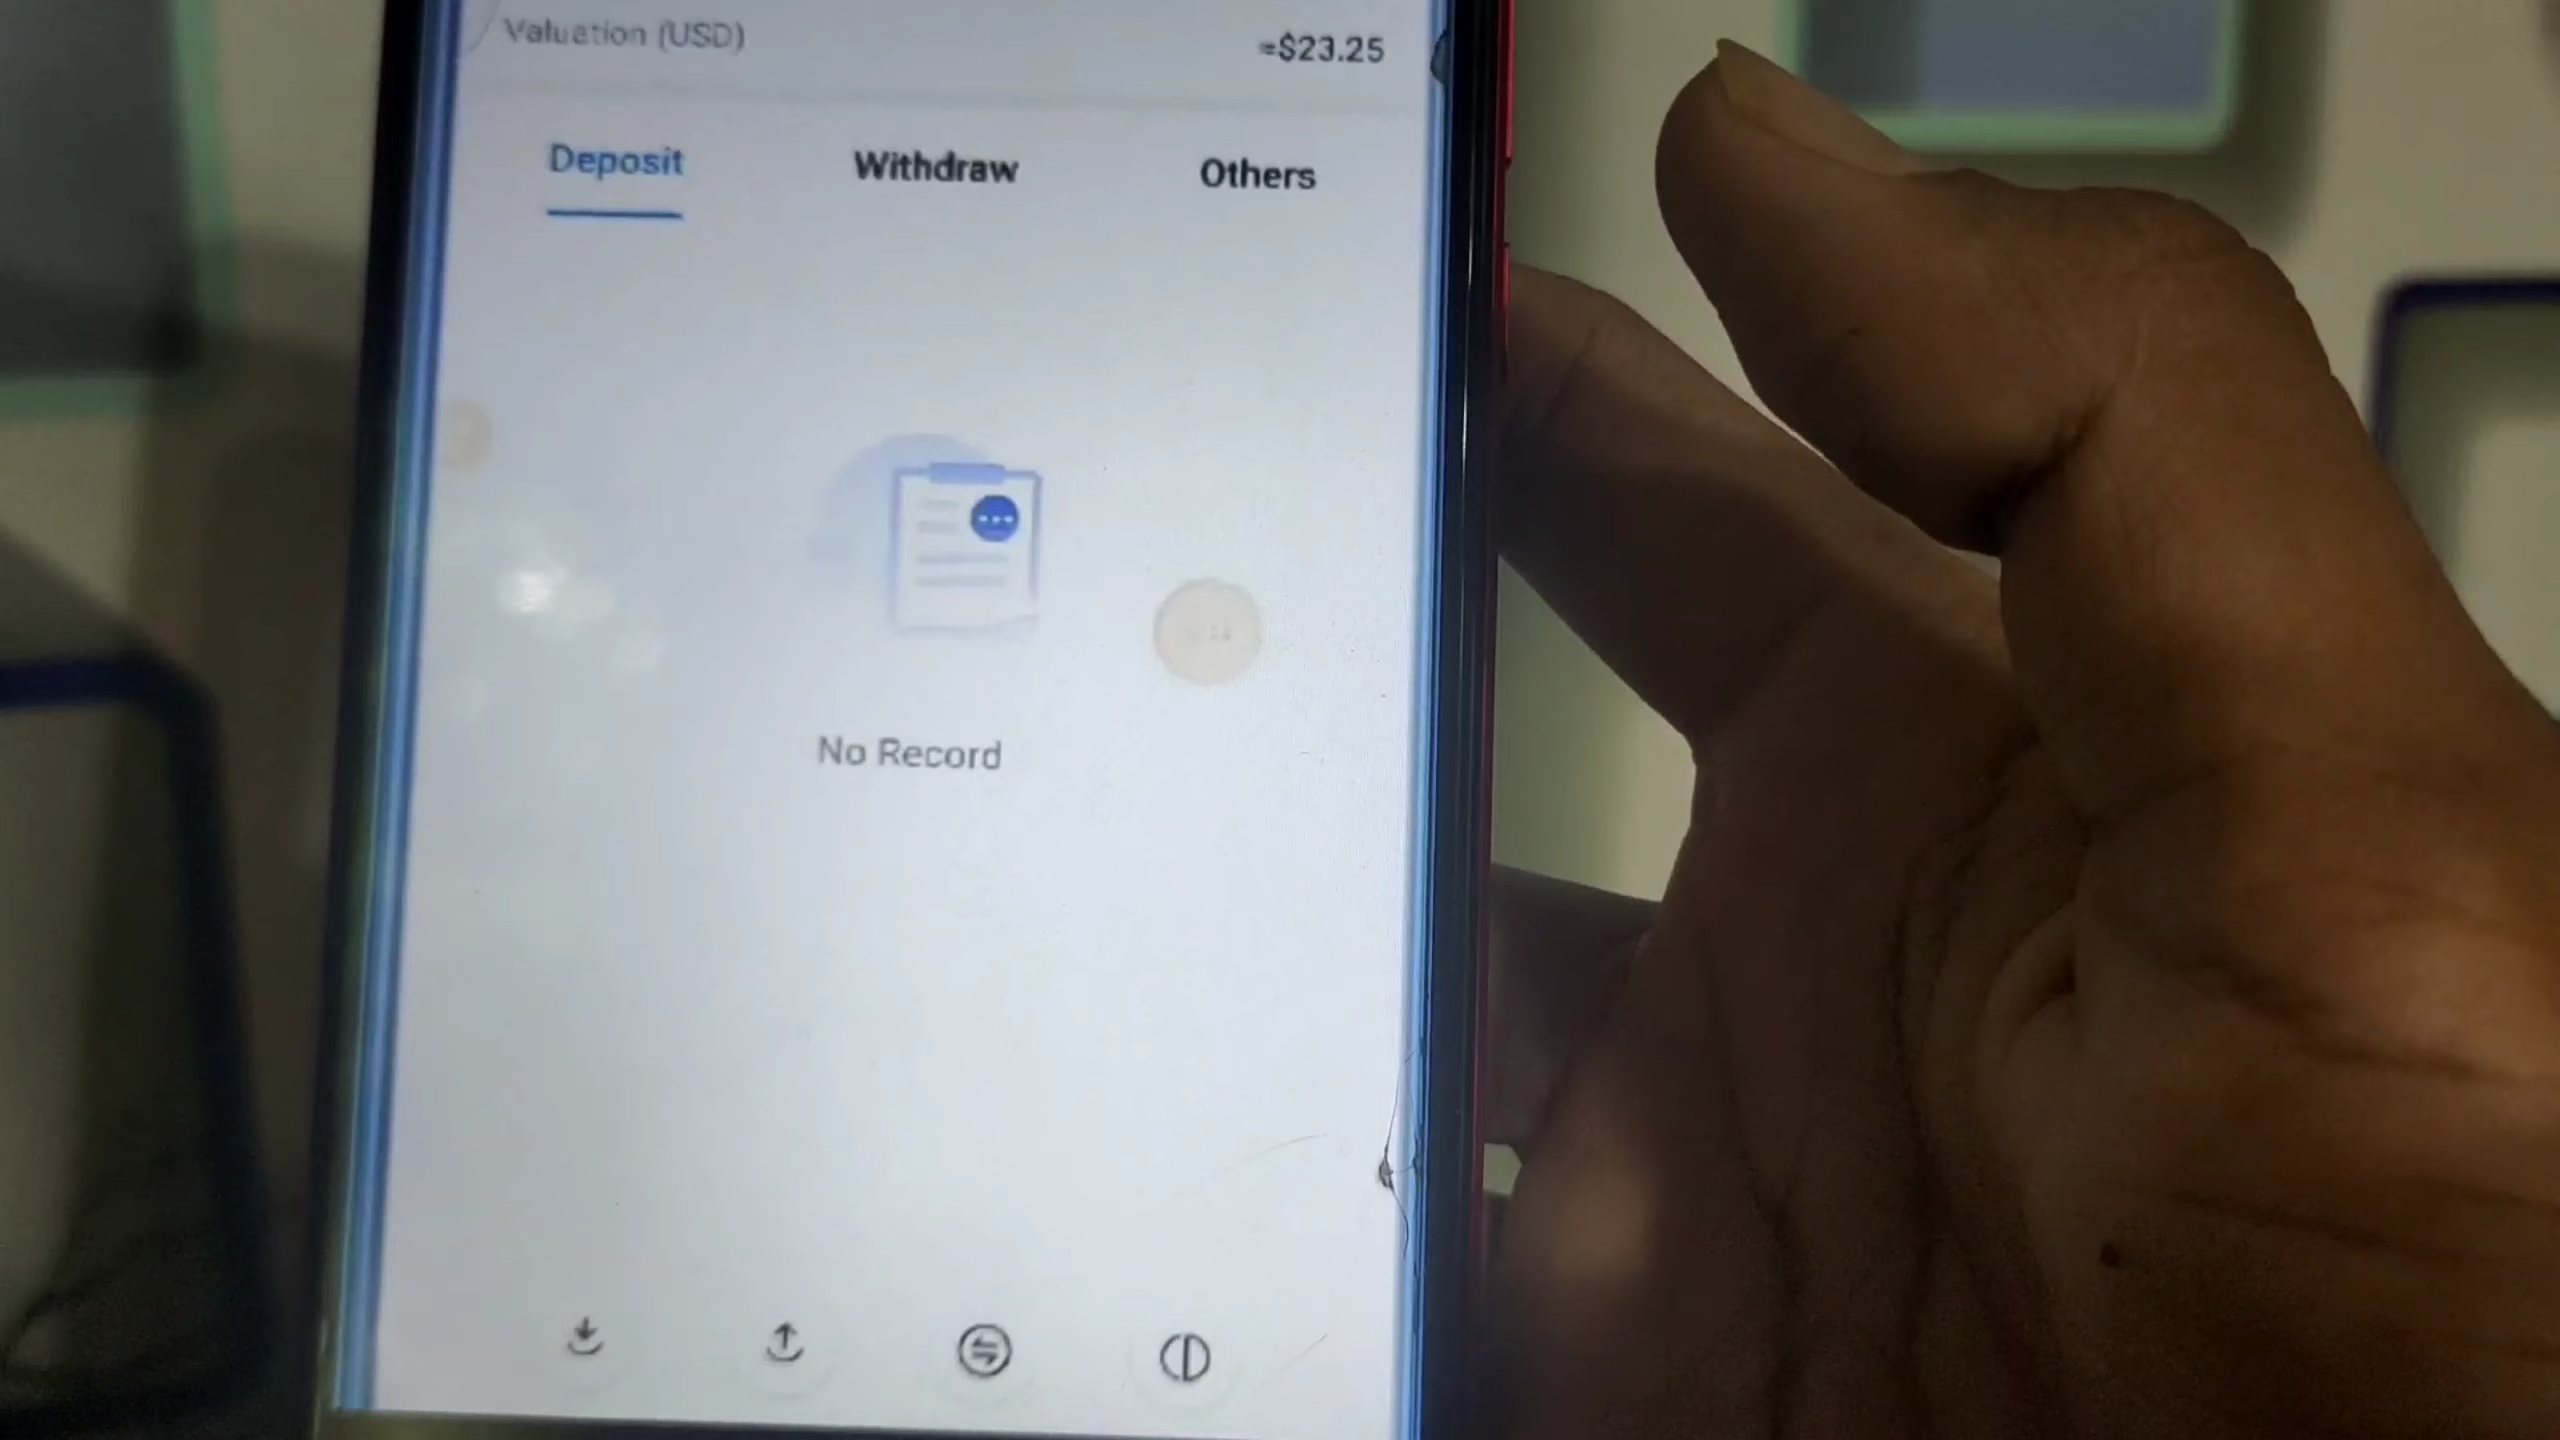 Valuation (USD)
≈$23.25
Deposit
Withdraw
Others
No Record